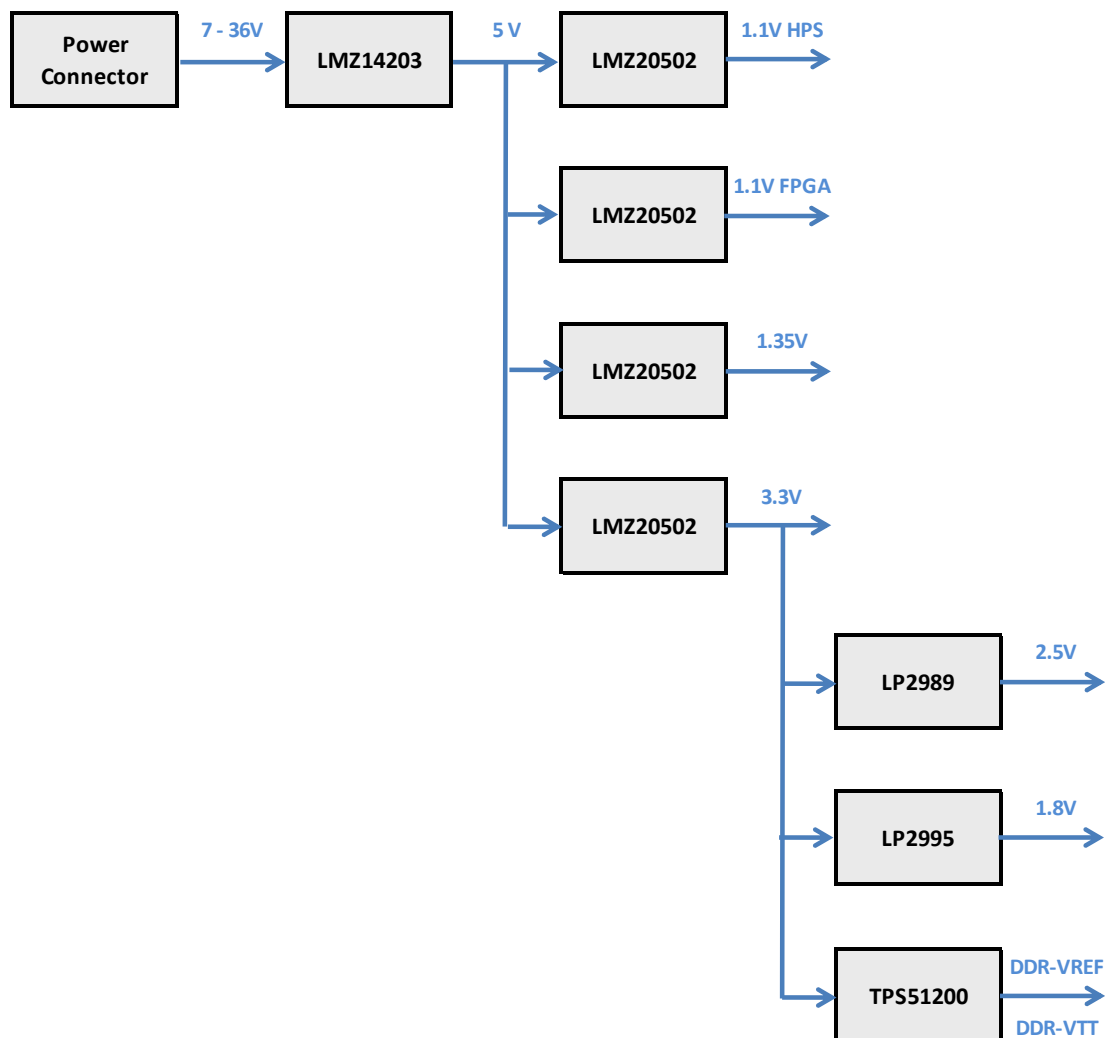 7 - 36V
5 V
1.1V HPS
Power
Connector
LMZ14203
LMZ20502
1.1V FPGA
LMZ20502
1.35V
LMZ20502
3.3V
LMZ20502
2.5V
LP2989
1.8V
LP2995
DDR-VREF
TPS51200
DDR-VTT